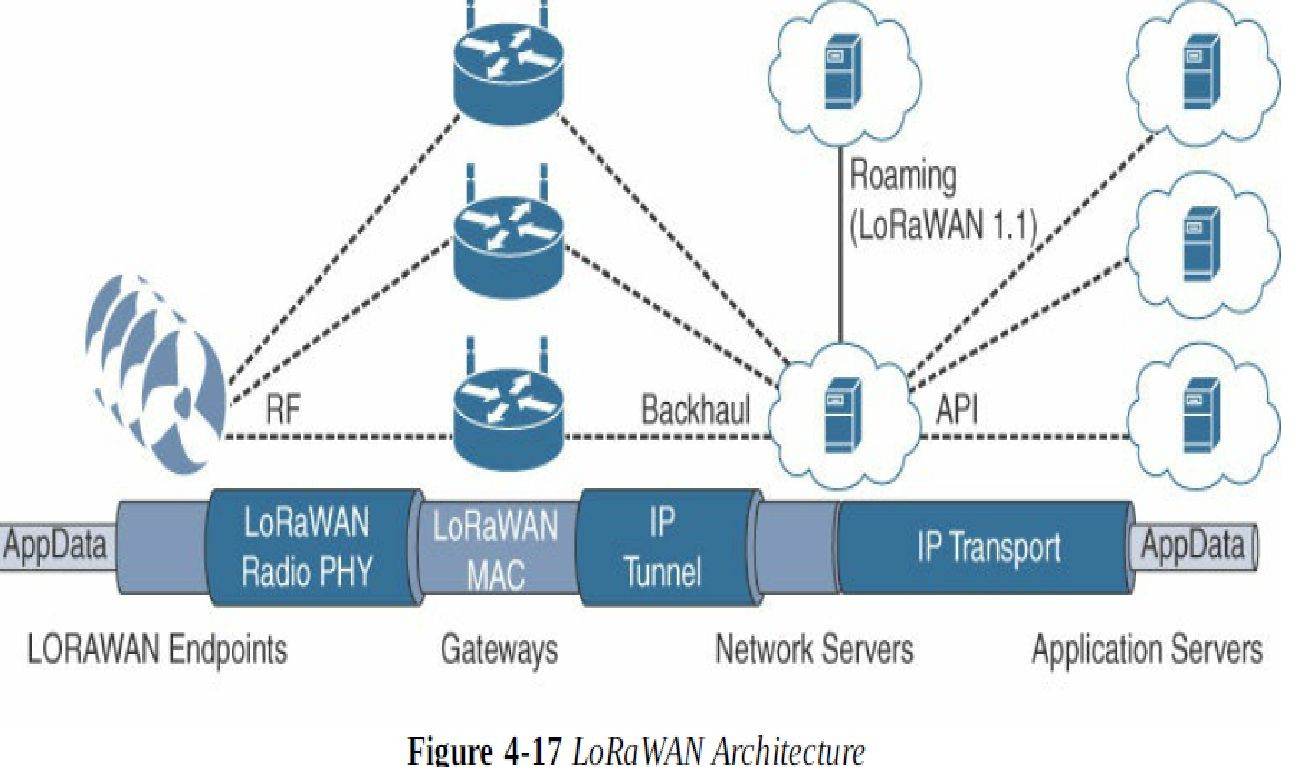 Roaming
(LoRaWAN 1.1)
RF
Backhaul
API
AppData
LoRaWAN
Radio PHY
LoRaWAN
MAC
IP
Tunnel
IP Transport
AppData
LORAWAN Endpoints
Gateways
Network Servers
Application Servers
Figure 4-17 LoRaWAN Architecture